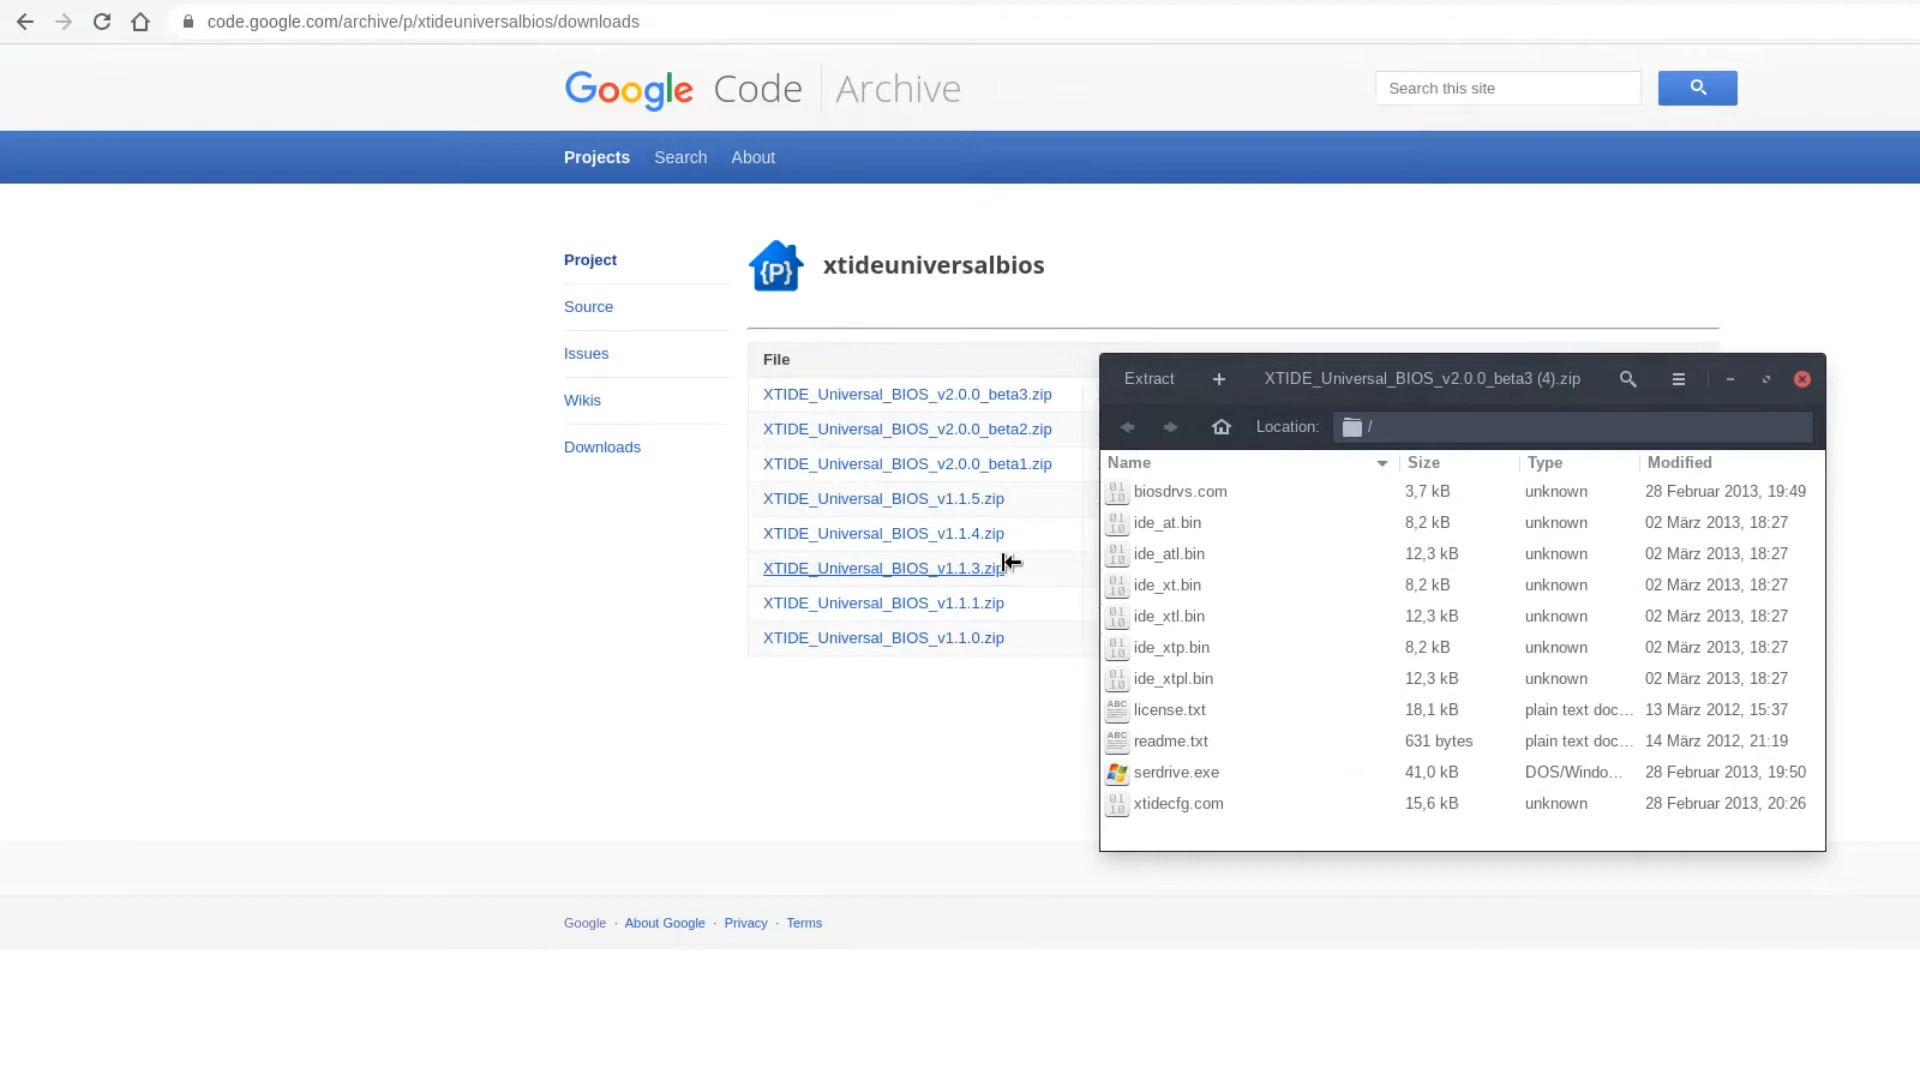 code.google.com/archive/p/xtideuniversalbios/downloads
Google Code Archive
Search this site
Projects Search About
Project
Source
Issues
Wikis
Downloads
{P} xtideuniversalbios
File
XTIDE_Universal_BIOS_v2.0.0_beta3.zip
XTIDE_Universal_BIOS_v2.0.0_beta2.zip
XTIDE_Universal_BIOS_v2.0.0_beta1.zip
XTIDE_Universal_BIOS_v1.1.5.zip
XTIDE_Universal_BIOS_v1.1.4.zip
XTIDE_Universal_BIOS_v1.1.3.zip
XTIDE_Universal_BIOS_v1.1.1.zip
XTIDE_Universal_BIOS_v1.1.0.zip
Extract + XTIDE_Universal_BIOS_v2.0.0_beta3 (4).zip
Location: /
Name Size Type Modified
biosdrvs.com 3,7 kB unknown 28 Februar 2013, 19:49
ide_at.bin 8,2 kB unknown 02 März 2013, 18:27
ide_atl.bin 12,3 kB unknown 02 März 2013, 18:27
ide_xt.bin 8,2 kB unknown 02 März 2013, 18:27
ide_xtl.bin 12,3 kB unknown 02 März 2013, 18:27
ide_xtp.bin 8,2 kB unknown 02 März 2013, 18:27
ide_xtpl.bin 12,3 kB unknown 02 März 2013, 18:27
license.txt 18,1 kB plain text doc… 13 März 2012, 15:37
readme.txt 631 bytes plain text doc… 14 März 2012, 21:19
serdrive.exe 41,0 kB DOS/Windo… 28 Februar 2013, 19:50
xtidecfg.com 15,6 kB unknown 28 Februar 2013, 20:26
Google · About Google · Privacy · Terms